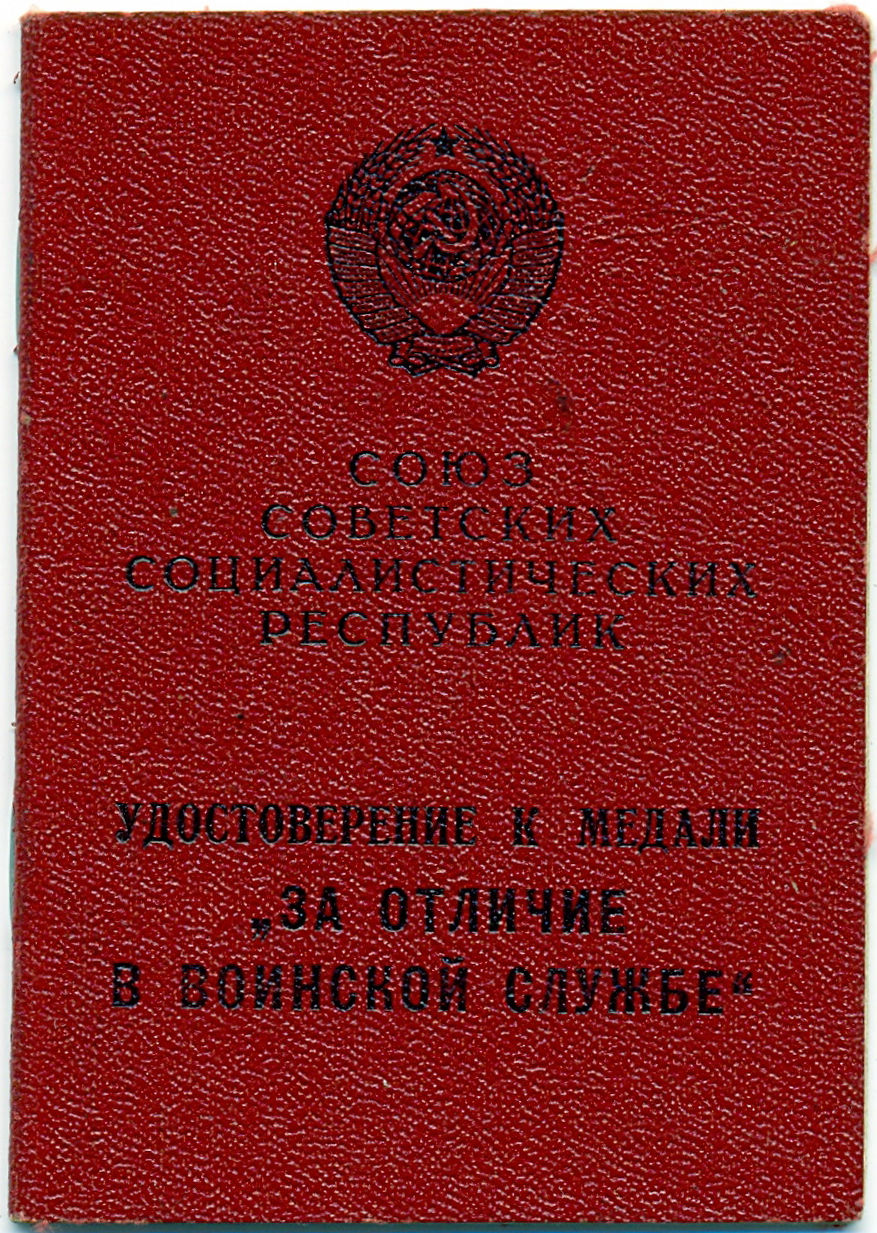 СОЮЗ
СОВЕТСКИХ
СОЦИАЛИСТИЧЕСКИХ
РЕСПУБЛИК
УДОСТОВЕРЕНИЕ К МЕДАЛИ
„ЗА ОТЛИЧИЕ
В ВОИНСКОЙ СЛУЖБЕ“